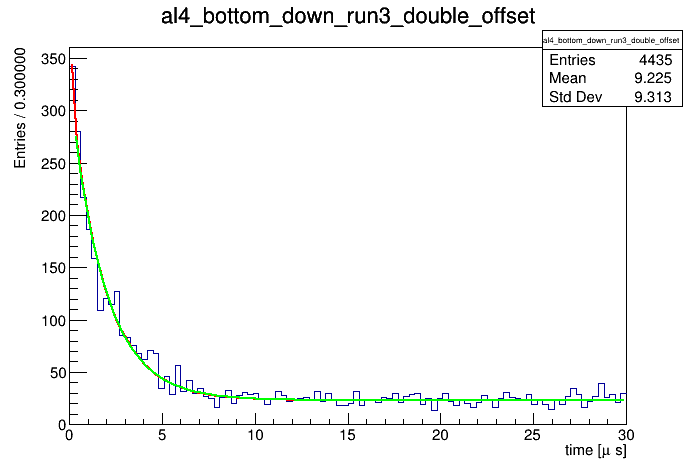 al4_bottom_down_run3_double_offset
al4_bottom_down_run3_double_offset
Entries 4435
Mean 9.225
Std Dev 9.313
Entries / 0.300000
350
300
250
200
150
100
50
0
0 5 10 15 20 25 30
time [μ s]